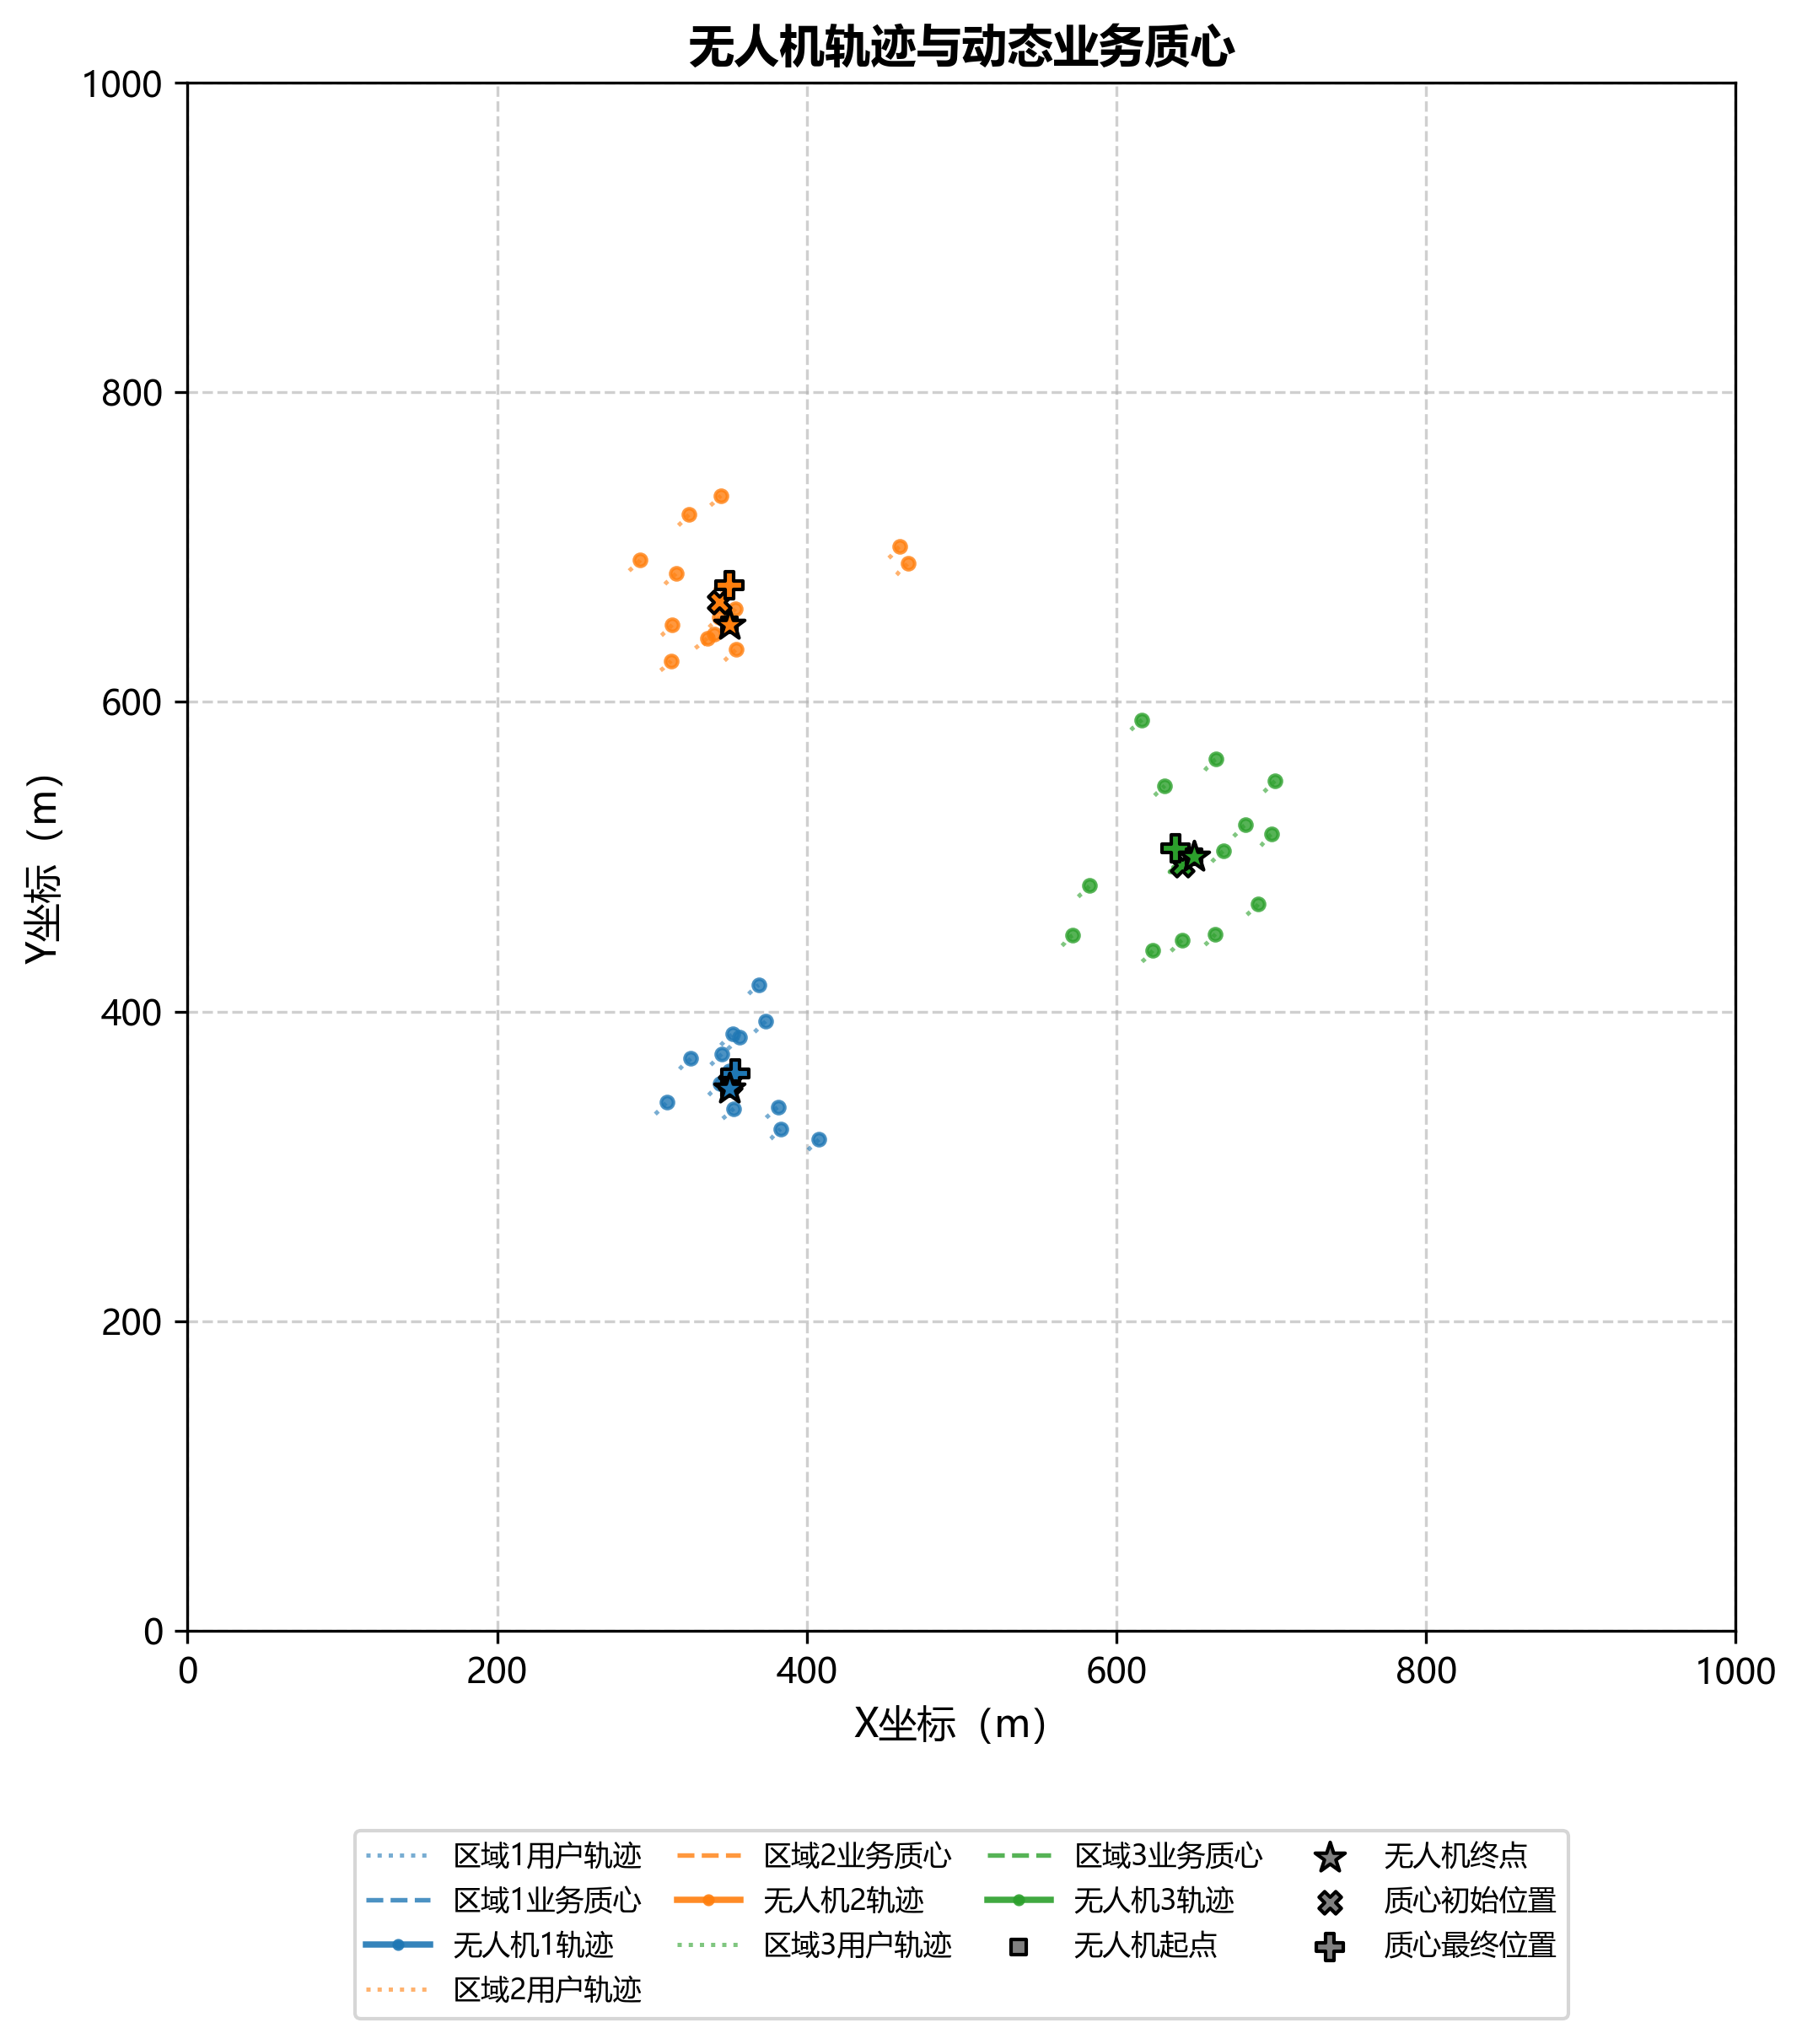 无人机轨迹与动态业务质心
1000
800
600
400
200
0
Y坐标（m）
0 200 400 600 800 1000
X坐标（m）
区域1用户轨迹 区域2业务质心 区域3业务质心 无人机终点
区域1业务质心 无人机2轨迹 无人机3轨迹 质心初始位置
无人机1轨迹 区域3用户轨迹 无人机起点 质心最终位置
区域2用户轨迹